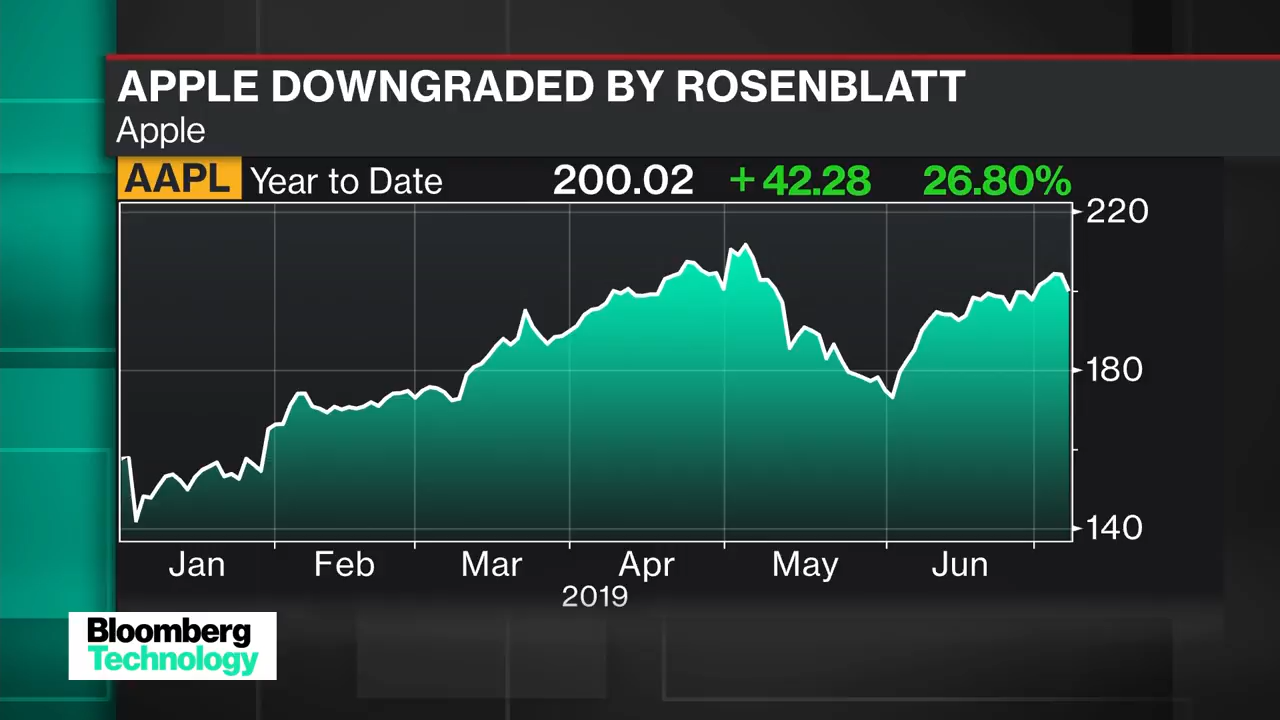 APPLE DOWNGRADED BY ROSENBLATT
Apple
AAPL Year to Date 200.02 +42.28 26.80%
220
180
140
Jan Feb Mar Apr May Jun
2019
Bloomberg
Technology